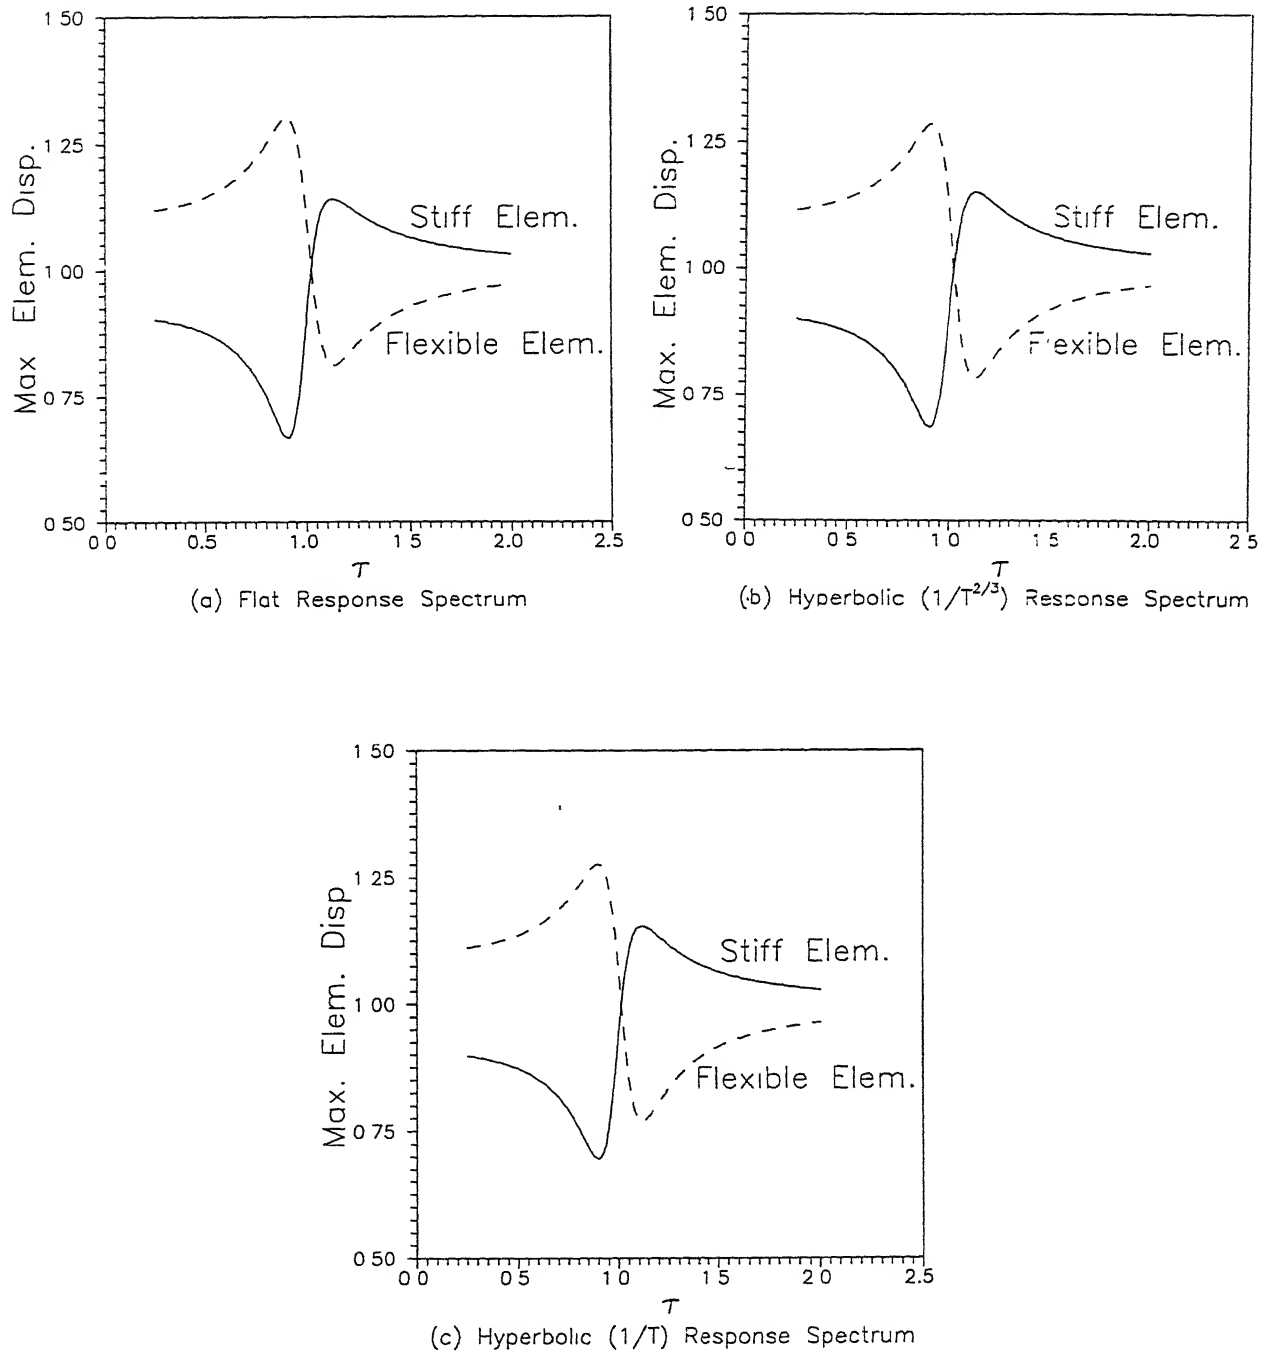 1 50
1 25
1 00
0 75
0 50
Max Elem. Disp.
Stiff Elem.
Flexible Elem.
0 0 0.5 1.0 1 5 2.0 2.5
τ
(a) Flat Response Spectrum
1 50
1 25
1 00
0 75
0 50
Max. Elem. Disp.
Stiff Elem.
F exible Elem.
0 0 0 5 1 0 1 5 2.0 2 5
τ
(b) Hyperbolic (1/T^2/3) Response Spectrum
1 50
1 25
1 00
0 75
0 50
Max. Elem. Disp
Stiff Elem.
Flexible Elem.
0 0 0 5 1 0 1 5 2 0 2.5
τ
(c) Hyperbolic (1/T) Response Spectrum